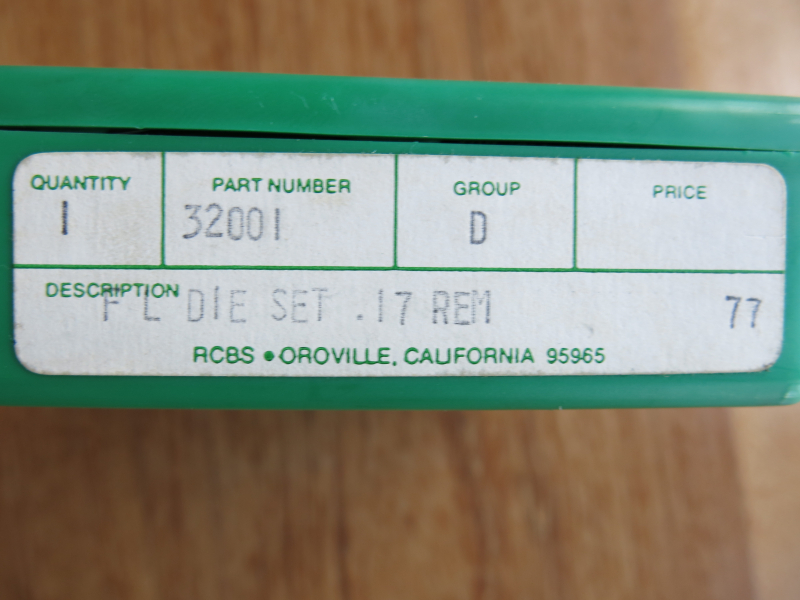 QUANTITY PART NUMBER GROUP PRICE
1 32001 D
DESCRIPTION
F L DIE SET .17 REM 77
RCBS • OROVILLE, CALIFORNIA 95965